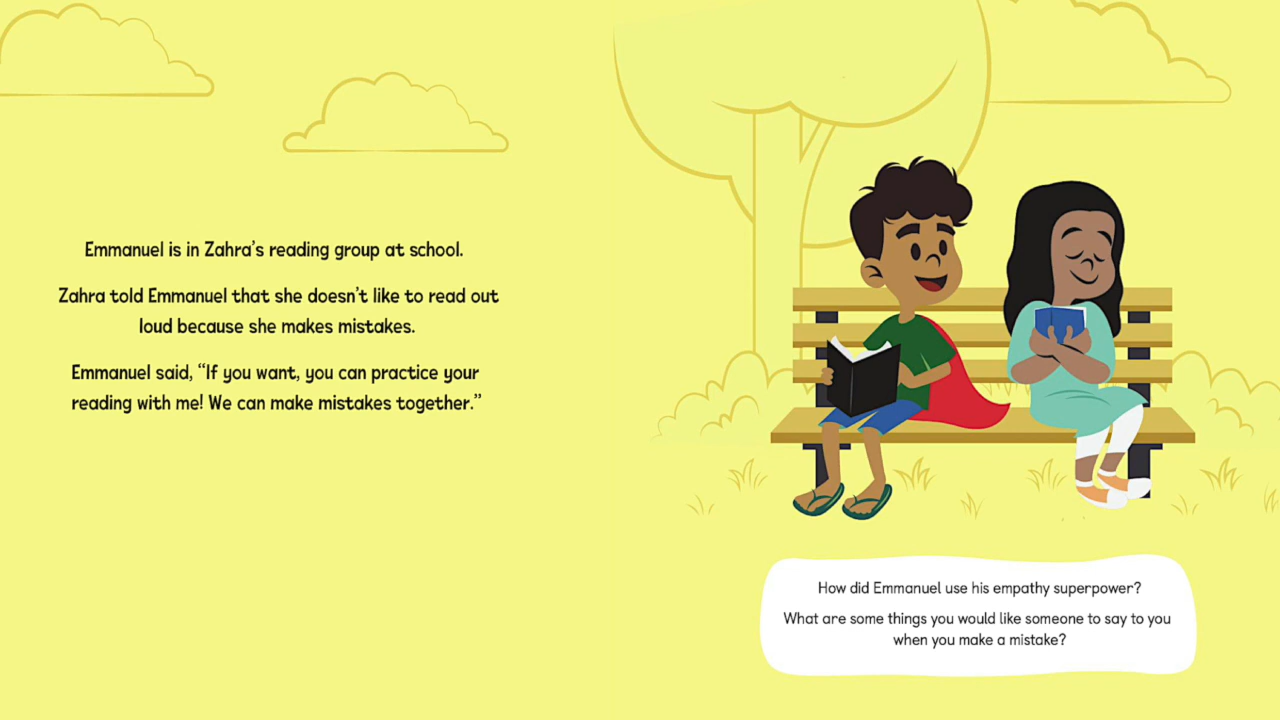 Emmanuel is in Zahra’s reading group at school.
Zahra told Emmanuel that she doesn’t like to read out
loud because she makes mistakes.
Emmanuel said, “If you want, you can practice your
reading with me! We can make mistakes together.”
How did Emmanuel use his empathy superpower?
What are some things you would like someone to say to you
when you make a mistake?